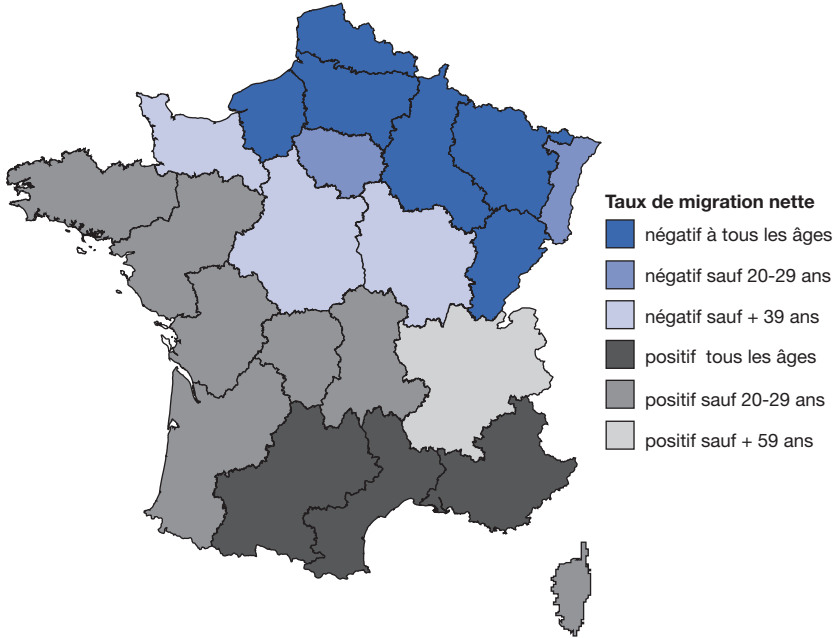 Taux de migration nette
négatif à tous les âges
négatif sauf 20-29 ans
négatif sauf + 39 ans
positif tous les âges
positif sauf 20-29 ans
positif sauf + 59 ans